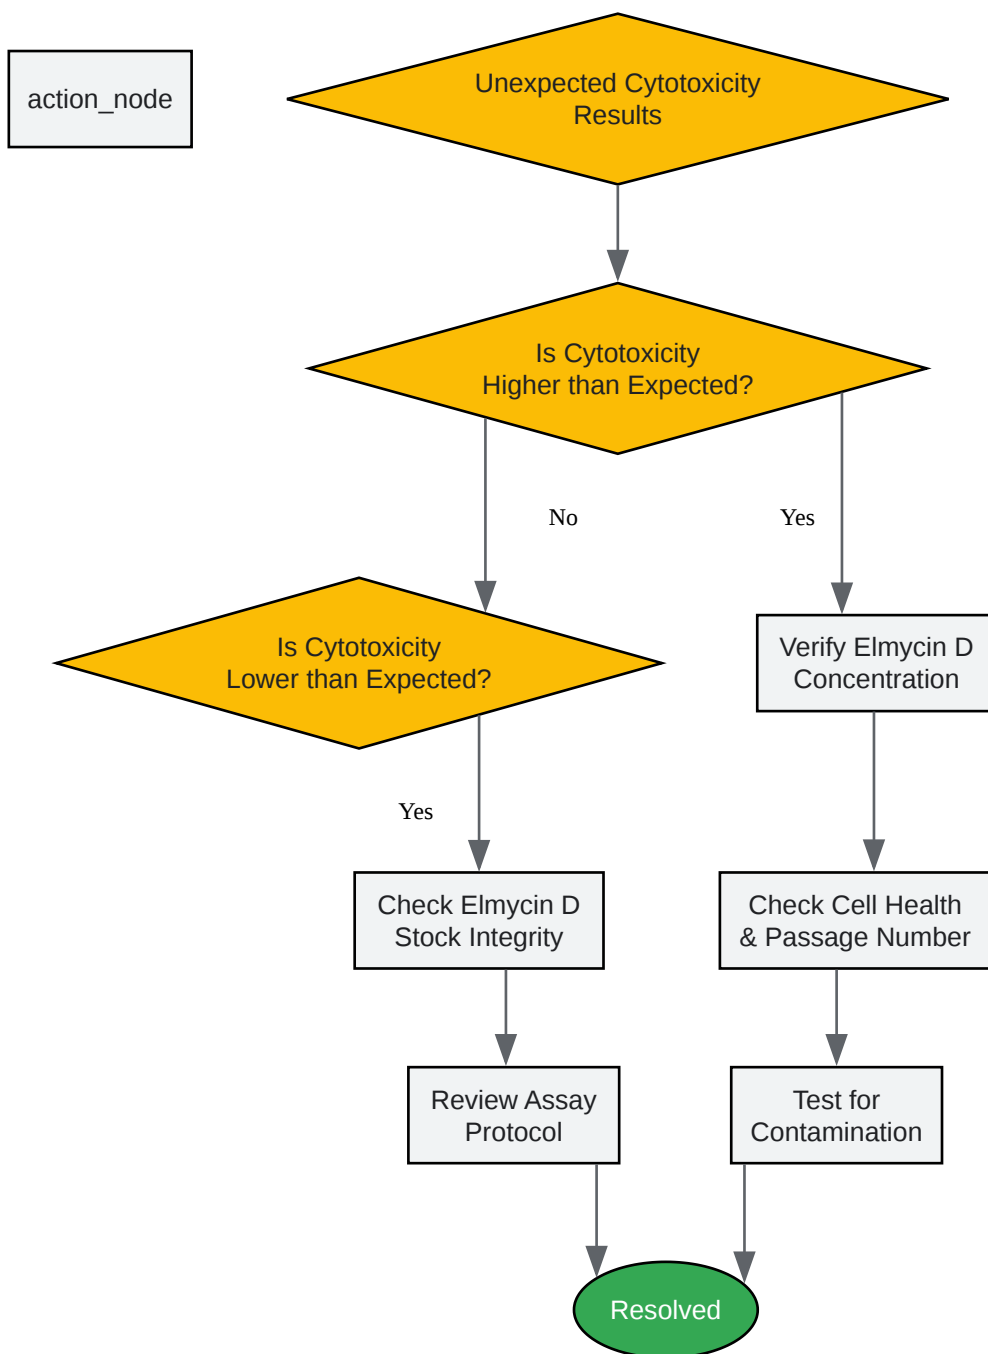 action_node
Unexpected Cytotoxicity
Results
Is Cytotoxicity
Higher than Expected?
No
Yes
Is Cytotoxicity
Lower than Expected?
Verify Elmycin D
Concentration
Yes
Check Elmycin D
Stock Integrity
Check Cell Health
& Passage Number
Review Assay
Protocol
Test for
Contamination
Resolved